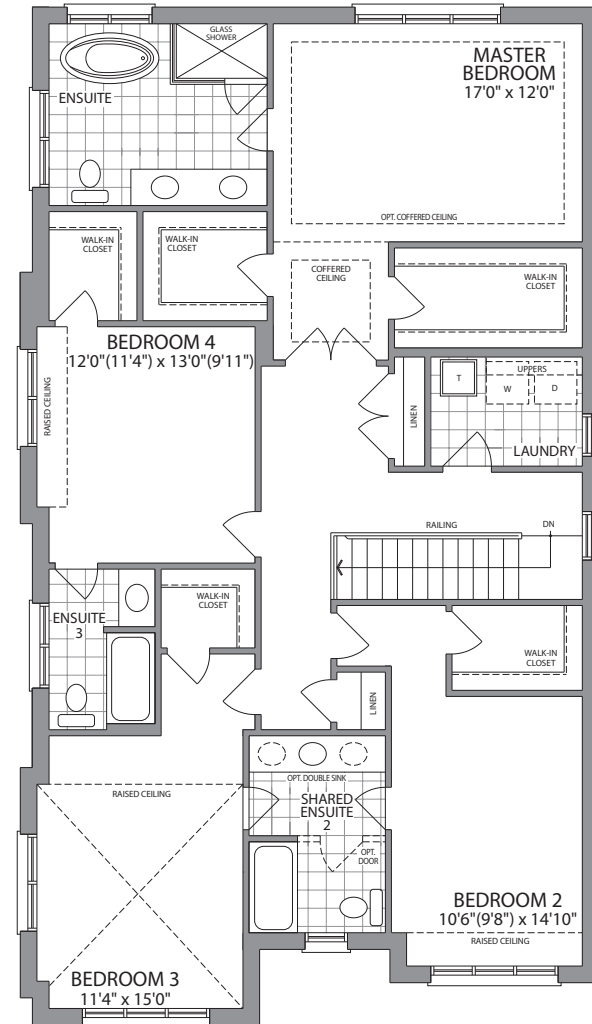 GLASS
SHOWER
MASTER
BEDROOM
17'0" x 12'0"
ENSUITE
OPT. COFFERED CEILING
WALK-IN
CLOSET
WALK-IN
CLOSET
COFFERED
CEILING
WALK-IN
CLOSET
BEDROOM 4
12'0"(11'4") x 13'0"(9'11")
RAISED CEILING
LINEN
T
UPPERS
W
D
LAUNDRY
RAILING
DN
ENSUITE
3
WALK-IN
CLOSET
WALK-IN
CLOSET
LINEN
OPT. DOUBLE SINK
SHARED
ENSUITE
2
OPT.
DOOR
RAISED CEILING
BEDROOM 2
10'6"(9'8") x 14'10"
RAISED CEILING
BEDROOM 3
11'4" x 15'0"